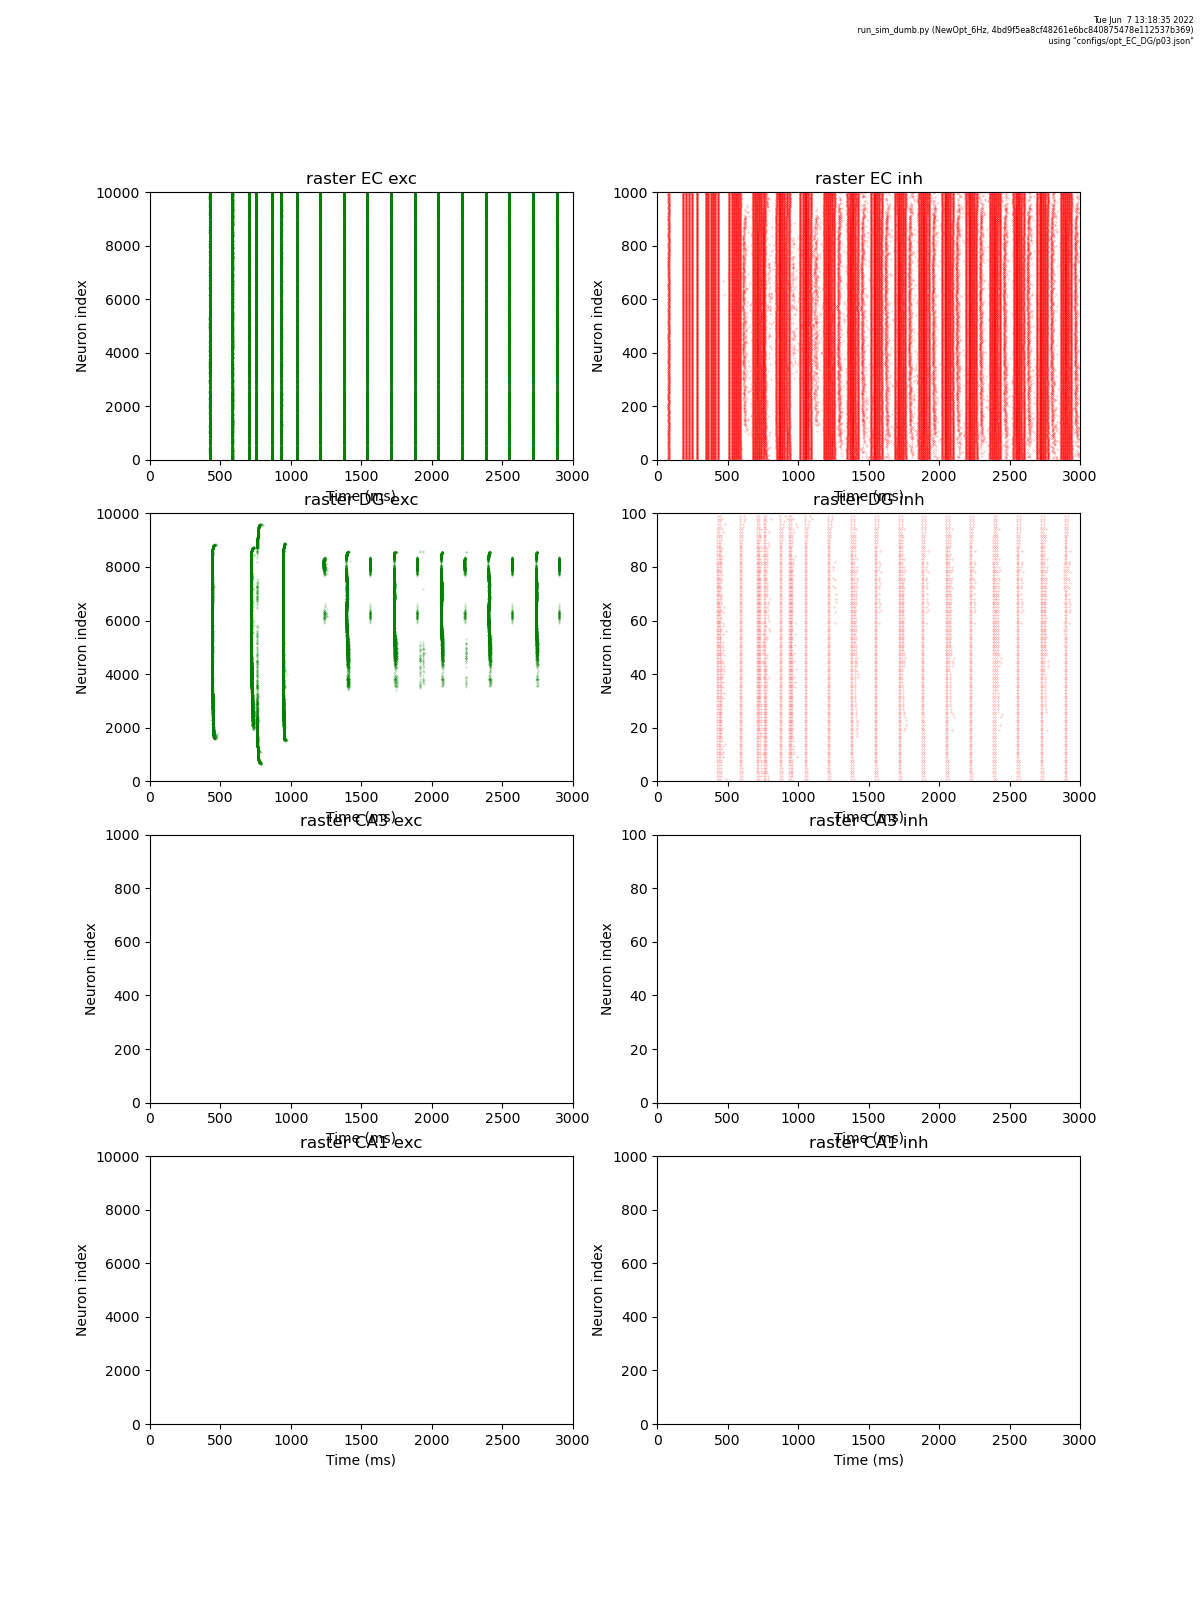 Tue Jun  7 13:18:35 2022
run_sim_dumb.py (NewOpt_6Hz, 4bd9f5ea8cf48261e6bc840875478e112537b369)
using "configs/opt_EC_DG/p03.json"
raster EC exc
10000
8000
6000
4000
2000
0
Neuron index
0 500 1000 1500 2000 2500 3000
Time (ms)
raster EC inh
1000
800
600
400
200
0
Neuron index
0 500 1000 1500 2000 2500 3000
Time (ms)
raster DG exc
10000
8000
6000
4000
2000
0
Neuron index
0 500 1000 1500 2000 2500 3000
Time (ms)
raster DG inh
100
80
60
40
20
0
Neuron index
0 500 1000 1500 2000 2500 3000
Time (ms)
raster CA3 exc
1000
800
600
400
200
0
Neuron index
0 500 1000 1500 2000 2500 3000
Time (ms)
raster CA3 inh
100
80
60
40
20
0
Neuron index
0 500 1000 1500 2000 2500 3000
Time (ms)
raster CA1 exc
10000
8000
6000
4000
2000
0
Neuron index
0 500 1000 1500 2000 2500 3000
Time (ms)
raster CA1 inh
1000
800
600
400
200
0
Neuron index
0 500 1000 1500 2000 2500 3000
Time (ms)